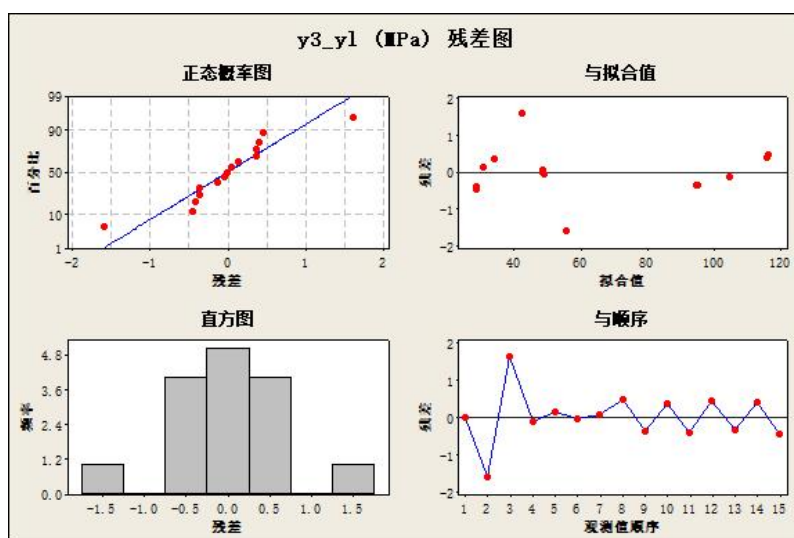 y3_yl (MPa) 残差图
正态概率图
与拟合值
99
90
50
10
1
百分比
-2 -1 0 1 2
残差
2
1
0
-1
-2
残差
40 60 80 100 120
拟合值
直方图
与顺序
4.8
3.6
2.4
1.2
0.0
频率
-1.5 -1.0 -0.5 0.0 0.5 1.0 1.5
残差
2
1
0
-1
-2
残差
1 2 3 4 5 6 7 8 9 10 11 12 13 14 15
观测值顺序